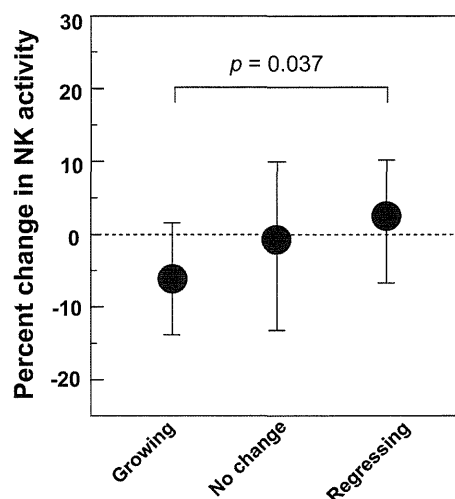 Percent change in NK activity
30
20
10
0
-10
-20
p = 0.037
Growing
No change
Regressing